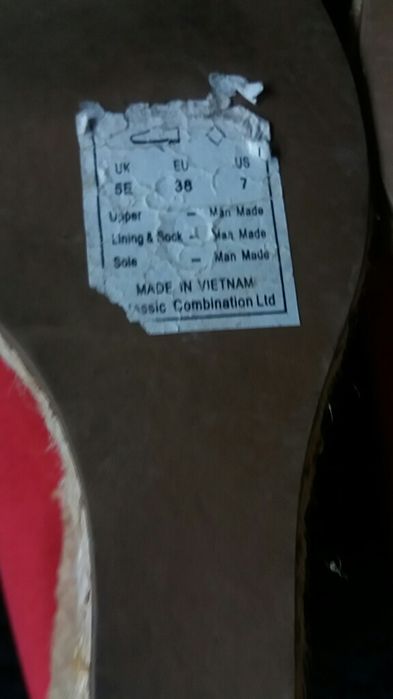 UK EU US
5E 38 7
Upper - Man Made
Lining & Sock - Man Made
Sole - Man Made
MADE IN VIETNAM
assic Combination Ltd